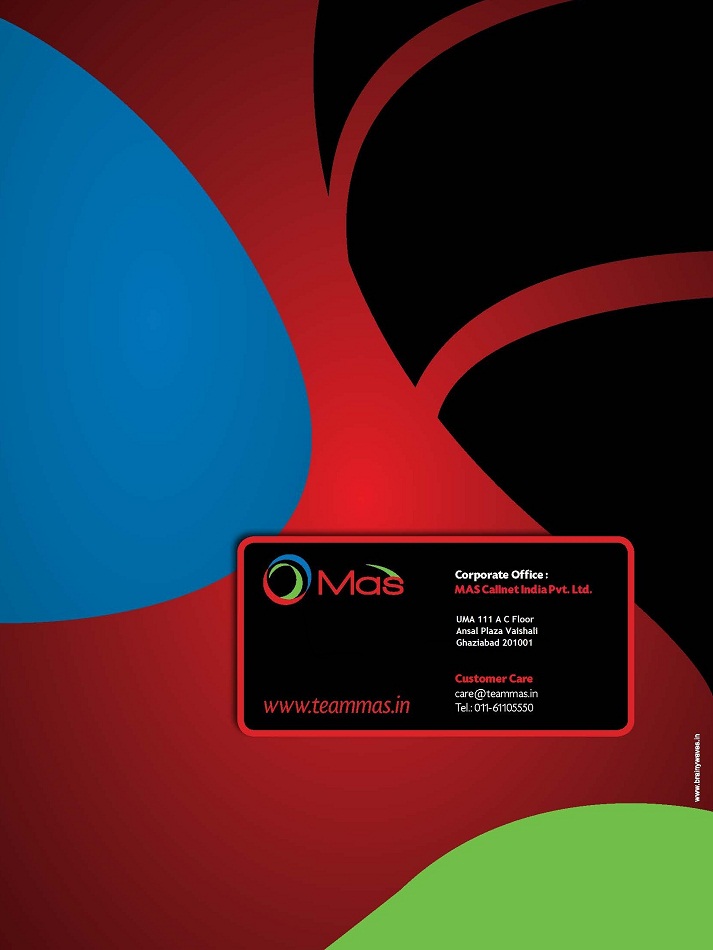 Mas
www.teammas.in
Corporate Office :
MAS Callnet India Pvt. Ltd.
UMA 111 A C Floor
Ansal Plaza Vaishali
Ghaziabad 201001
Customer Care
care@teammas.in
Tel.: 011-61105550
www.brainywaves.in